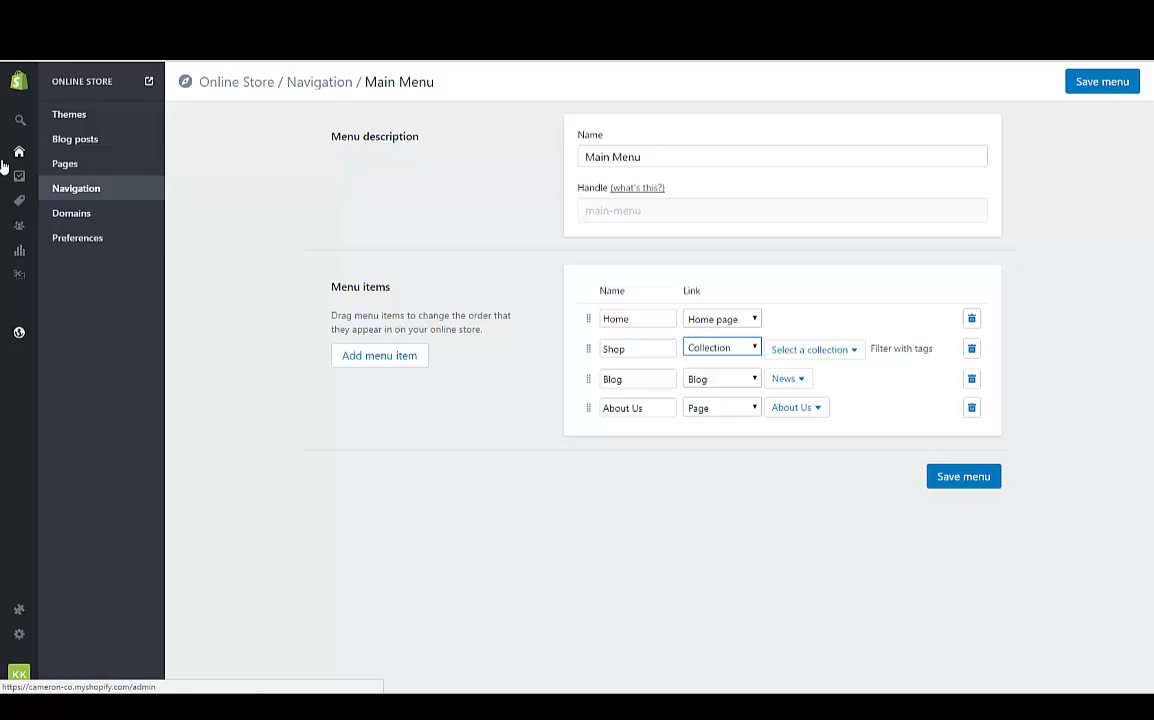 ONLINE STORE
Online Store / Navigation / Main Menu
Save menu
Themes
Blog posts
Pages
Navigation
Domains
Preferences
Menu description
Name
Main Menu
Handle (what's this?)
main-menu
Menu items
Drag menu items to change the order that
they appear in on your online store.
Add menu item
Name Link
Home Home page
Shop Collection Select a collection Filter with tags
Blog Blog News
About Us Page About Us
Save menu
KK
https://cameron-co.myshopify.com/admin